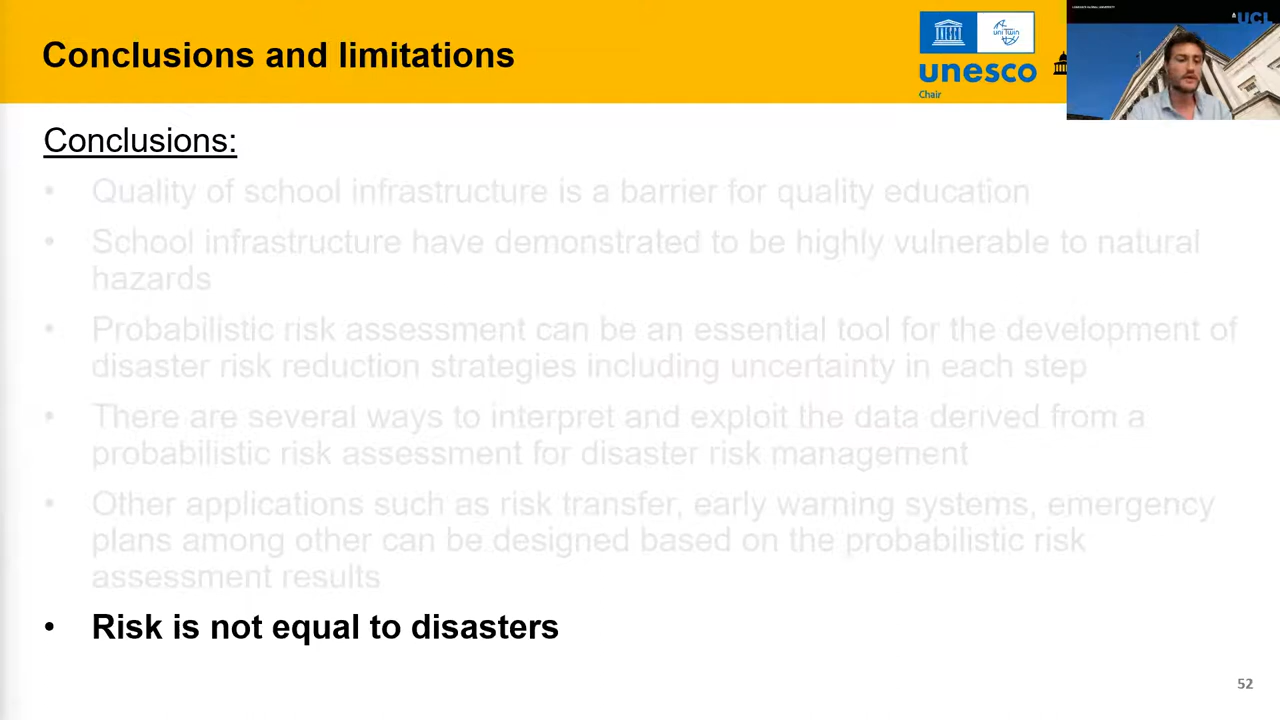 Conclusions and limitations
UNI TWIN
unesco
Chair
UCL
Conclusions:
• Quality of school infrastructure is a barrier for quality education
• School infrastructure have demonstrated to be highly vulnerable to natural
hazards
• Probabilistic risk assessment can be an essential tool for the development of
disaster risk reduction strategies including uncertainty in each step
• There are several ways to interpret and exploit the data derived from a
probabilistic risk assessment for disaster risk management
• Other applications such as risk transfer, early warning systems, emergency
plans among other can be designed based on the probabilistic risk
assessment results
• Risk is not equal to disasters
52